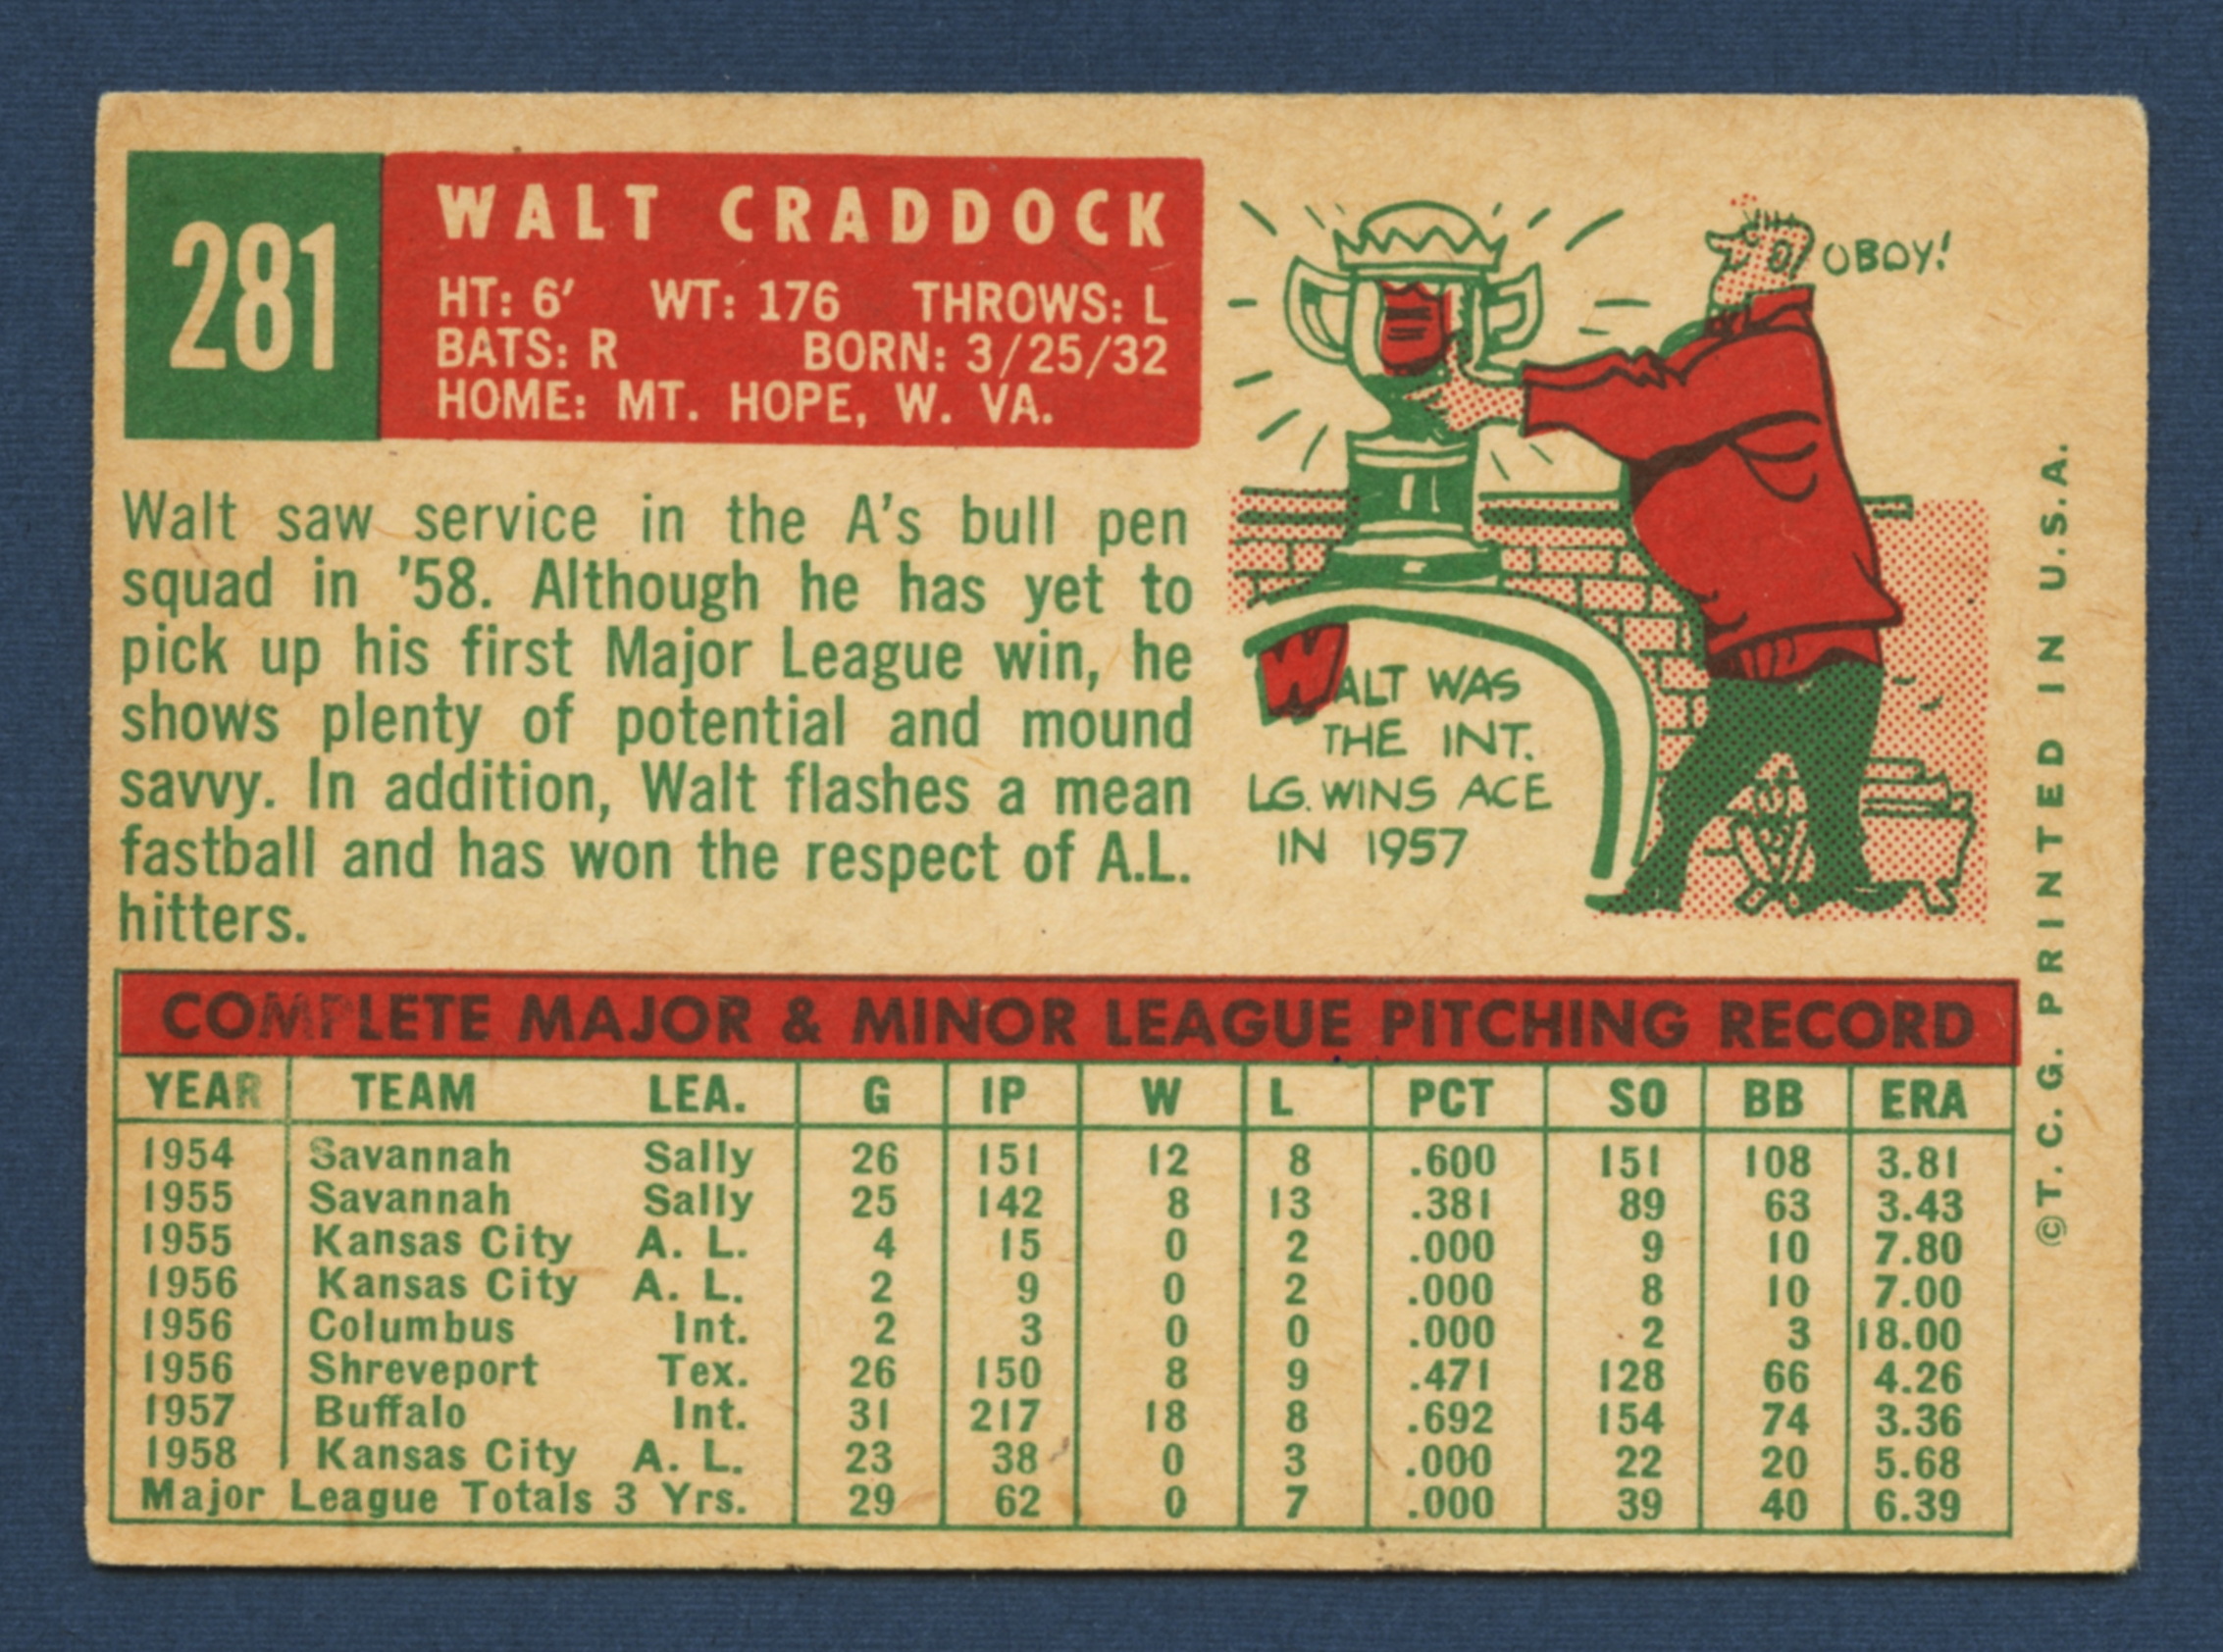 281
WALT CRADDOCK
HT: 6' WT: 176 THROWS: L
BATS: R BORN: 3/25/32
HOME: MT. HOPE, W. VA.
Walt saw service in the A's bull pen
squad in '58. Although he has yet to
pick up his first Major League win, he
shows plenty of potential and mound
savvy. In addition, Walt flashes a mean
fastball and has won the respect of A.L.
hitters.
OBOY!
WALT WAS
THE INT.
LG. WINS ACE
IN 1957
COMPLETE MAJOR & MINOR LEAGUE PITCHING RECORD
YEAR TEAM LEA. G IP W L PCT SO BB ERA
1954 Savannah Sally 26 151 12 8 .600 151 108 3.81
1955 Savannah Sally 25 142 8 13 .381 89 63 3.43
1955 Kansas City A. L. 4 15 0 2 .000 9 10 7.80
1956 Kansas City A. L. 2 9 0 2 .000 8 10 7.00
1956 Columbus Int. 2 3 0 0 .000 2 3 18.00
1956 Shreveport Tex. 26 150 8 9 .471 128 66 4.26
1957 Buffalo Int. 31 217 18 8 .692 154 74 3.36
1958 Kansas City A. L. 23 38 0 3 .000 22 20 5.68
Major League Totals 3 Yrs. 29 62 0 7 .000 39 40 6.39
©T. C. G. PRINTED IN U.S.A.